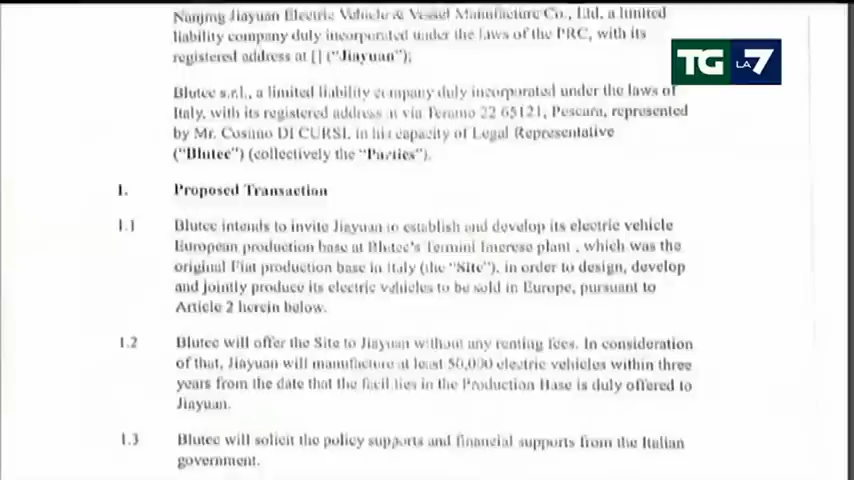 Nanjing Jiayuan Electric Vehicle & Vessel Manufacture Co., Ltd, a limited
liability company duly incorporated under the laws of the PRC, with its
registered address at [] ("Jiayuan");
TG LA 7
Blutec s.r.l., a limited liability company duly incorporated under the laws of
Italy, with its registered address at via Teramo 22 65121, Pescara, represented
by Mr. Cosimo DI CURSI, in his capacity of Legal Representative
("Blutec") (collectively the "Parties").
1. Proposed Transaction
1.1 Blutec intends to invite Jiayuan to establish and develop its electric vehicle
European production base at Blutec's Termini Imerese plant , which was the
original Fiat production base in Italy (the "Site"), in order to design, develop
and jointly produce its electric vehicles to be sold in Europe, pursuant to
Article 2 herein below.
1.2 Blutec will offer the Site to Jiayuan without any renting fees. In consideration
of that, Jiayuan will manufacture at least 50,000 electric vehicles within three
years from the date that the facilities in the Production Base is duly offered to
Jiayuan.
1.3 Blutec will solicit the policy supports and financial supports from the Italian
government.